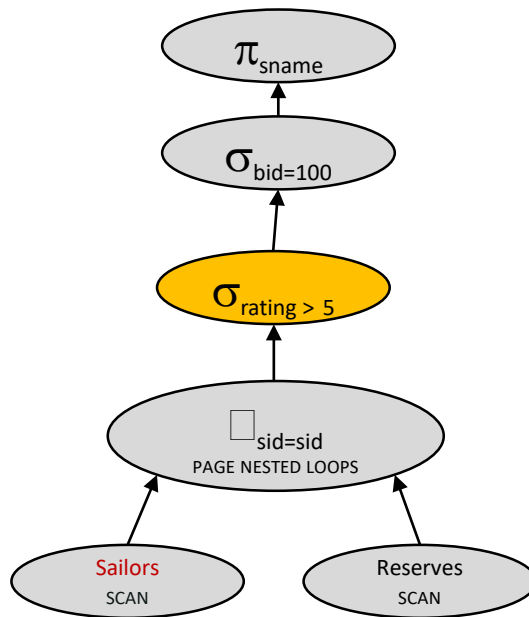 πsname
σbid=100
σrating > 5
□sid=sid
PAGE NESTED LOOPS
Sailors
SCAN
Reserves
SCAN